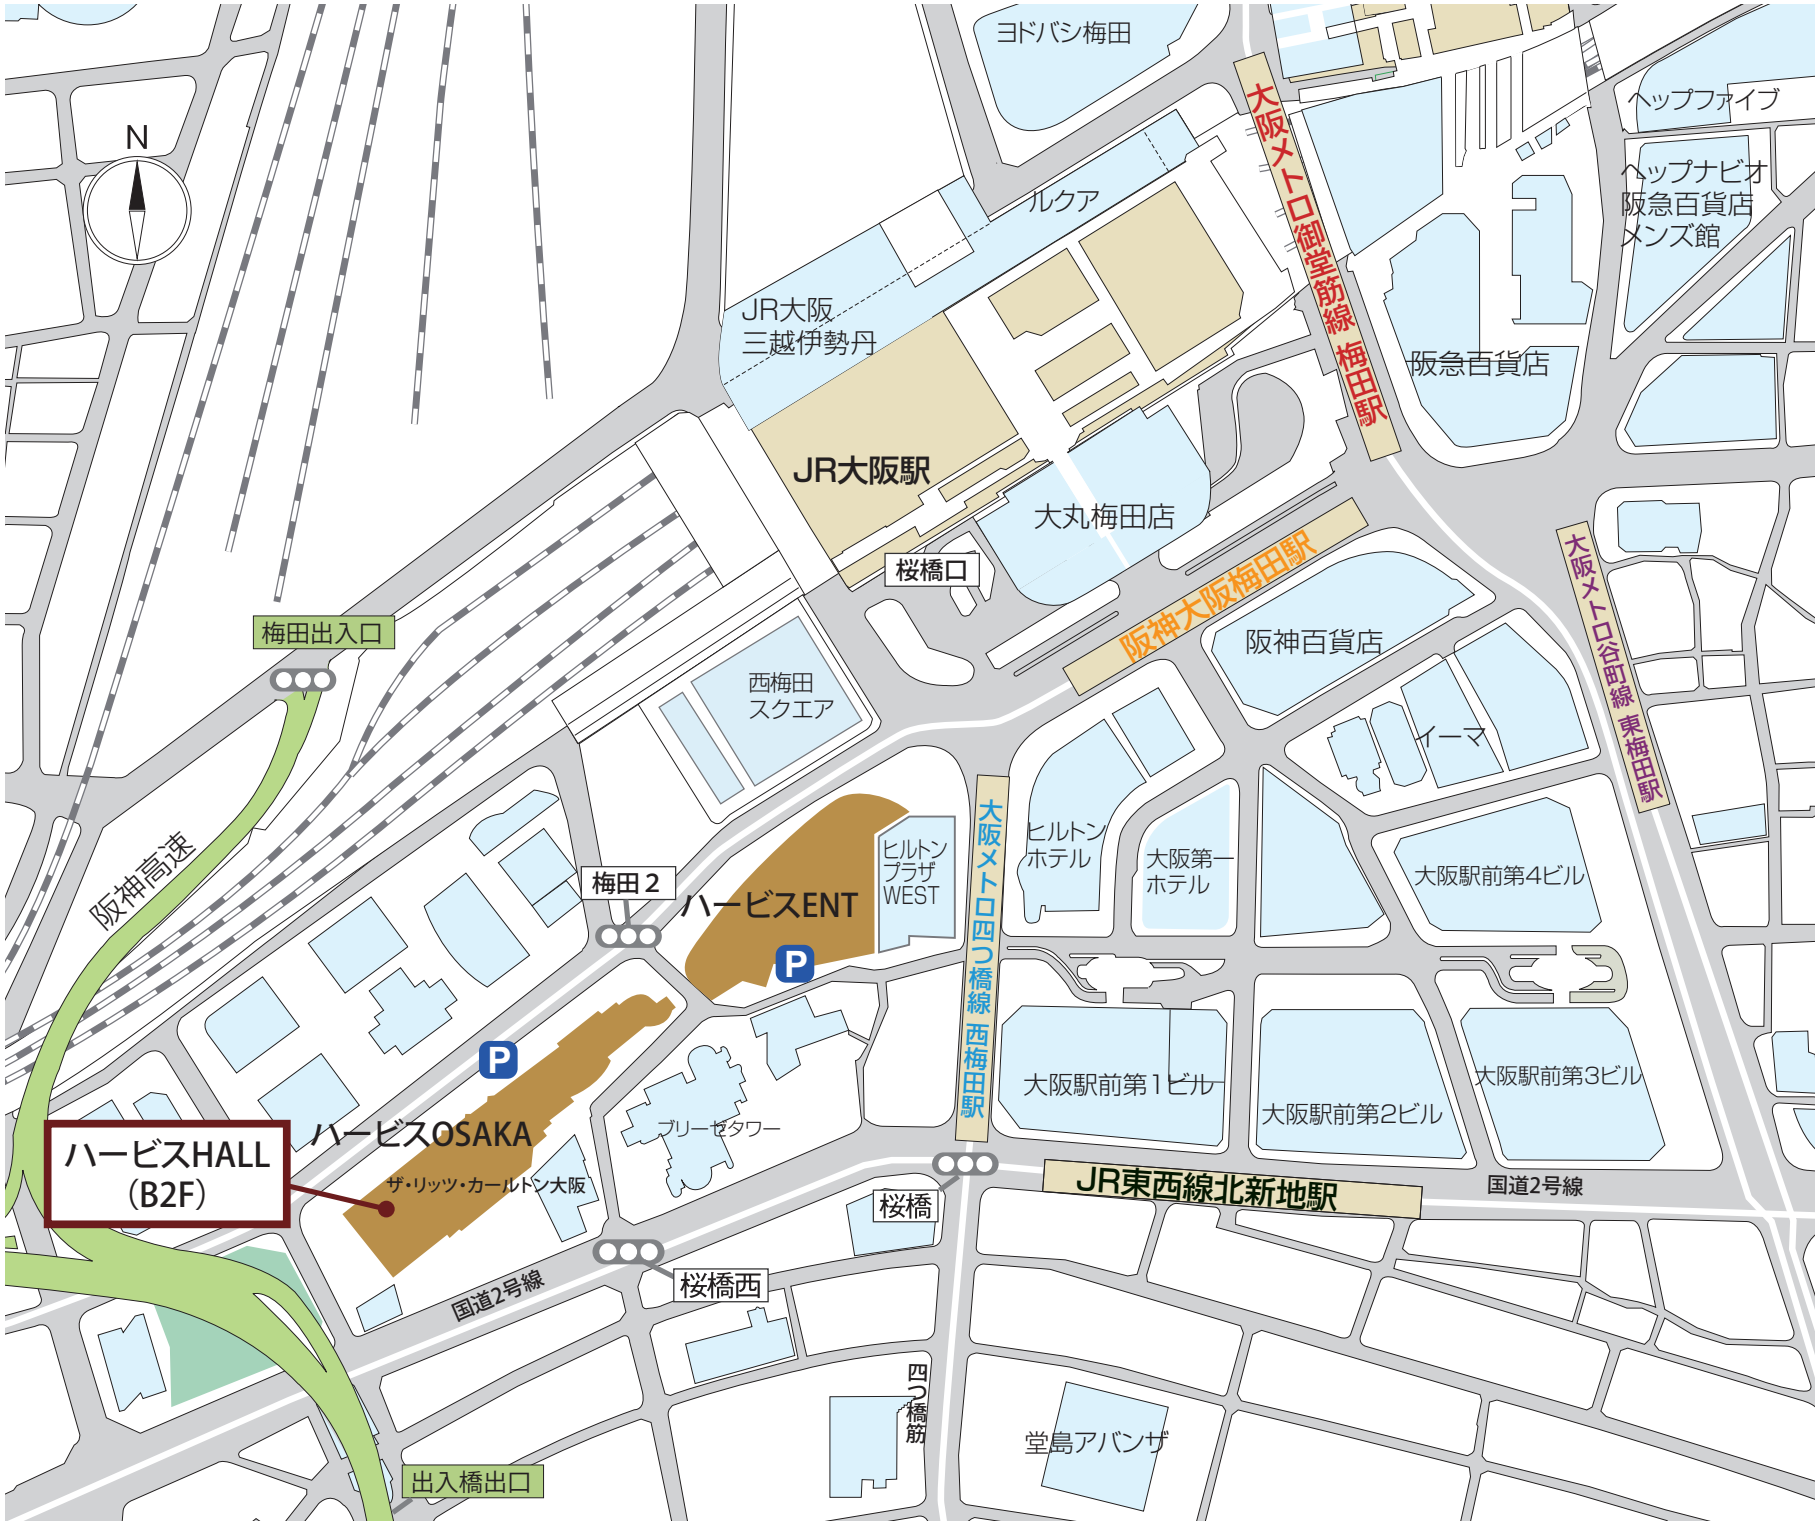 ヨドバシ梅田
ヘップファイブ
N
大阪メトロ御堂筋線 梅田駅
ヘップナビオ
阪急百貨店
メンズ館
ルクア
JR大阪
三越伊勢丹
阪急百貨店
JR大阪駅
大丸梅田店
桜橋口
阪神大阪梅田駅
大阪メトロ谷町線 東梅田駅
梅田出入口
阪神百貨店
西梅田
スクエア
イーマ
大阪メトロ四つ橋線 西梅田駅
ヒルトン
ホテル
ヒルトン
プラザ
WEST
大阪第一
ホテル
大阪駅前第4ビル
阪神高速
梅田2
ハービスENT
P
P
大阪駅前第1ビル
大阪駅前第2ビル
大阪駅前第3ビル
ハービスHALL
(B2F)
ハービスOSAKA
ブリーゼタワー
ザ・リッツ・カールトン大阪
桜橋
JR東西線北新地駅
国道2号線
桜橋西
国道2号線
四つ橋筋
堂島アバンザ
出入橋出口